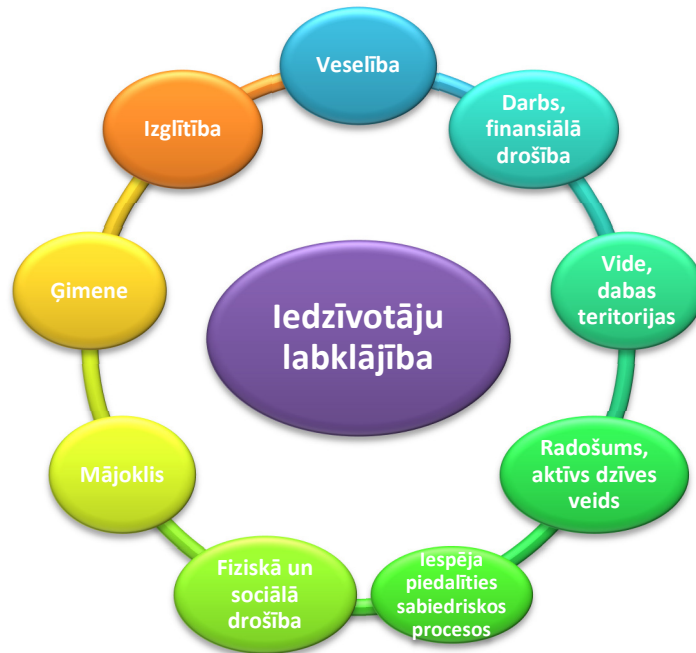 Veselība
Darbs,
finansiālā
drošība
Vide,
dabas
teritorijas
Radošums,
aktīvs dzīves
veids
Iespēja
piedalīties
sabiedriskos
procesos
Fiziskā un
sociālā
drošība
Mājoklis
Ģimene
Izglītība
Iedzīvotāju
labklājība